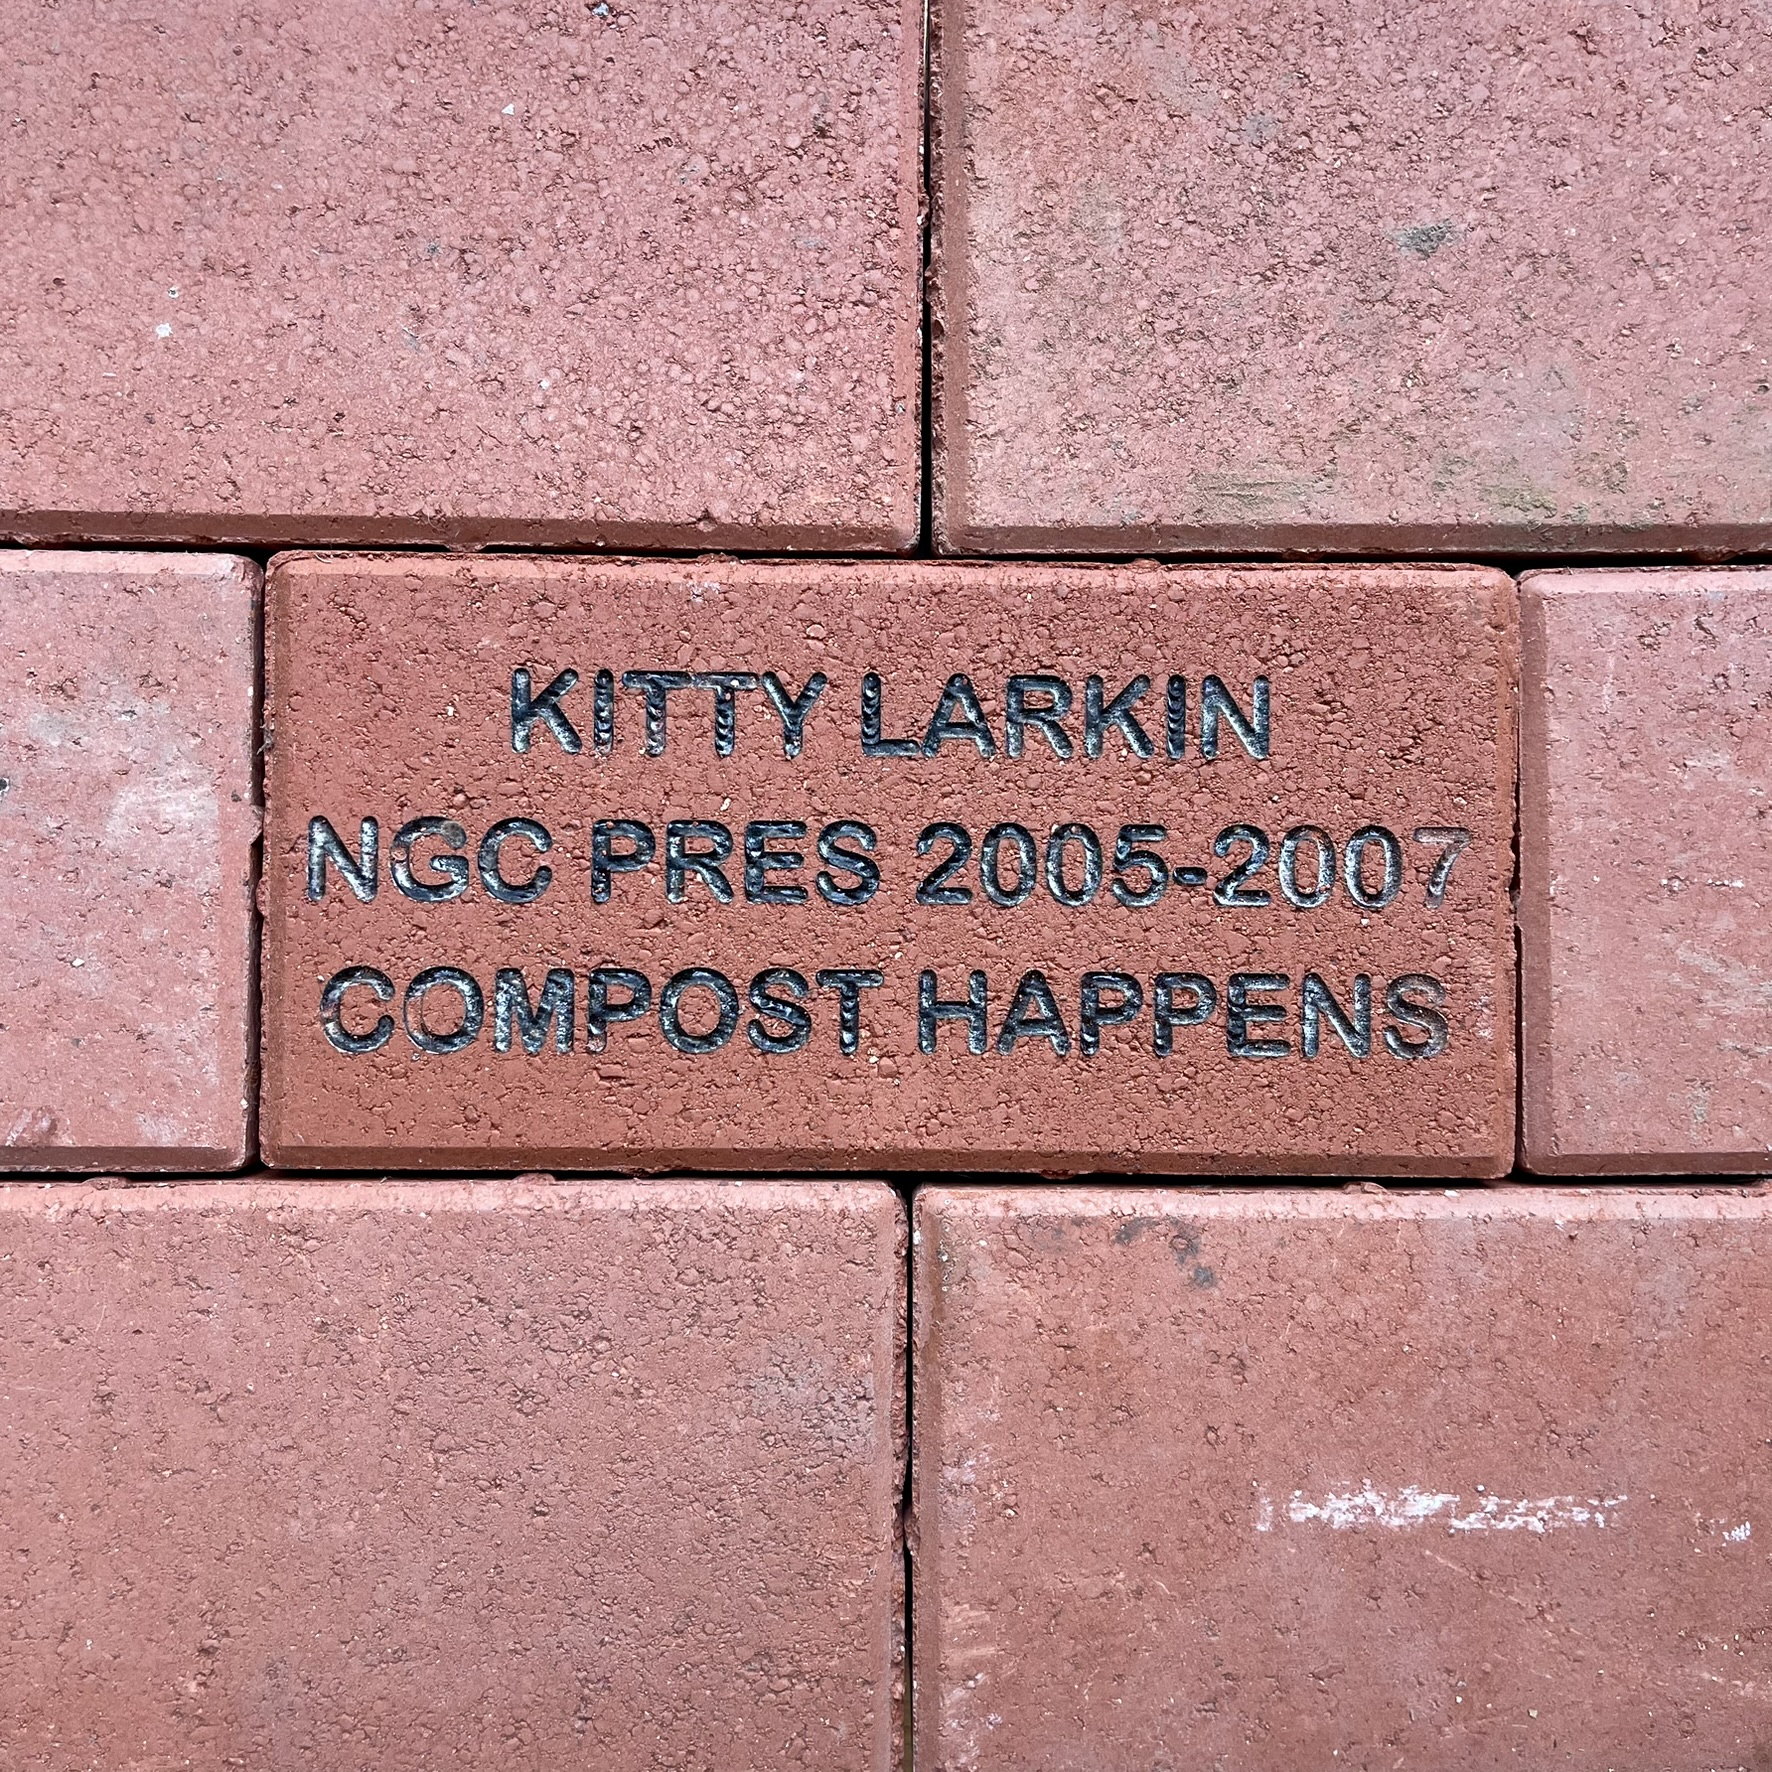 KITTY LARKIN
NGC PRES 2005-2007
COMPOST HAPPENS